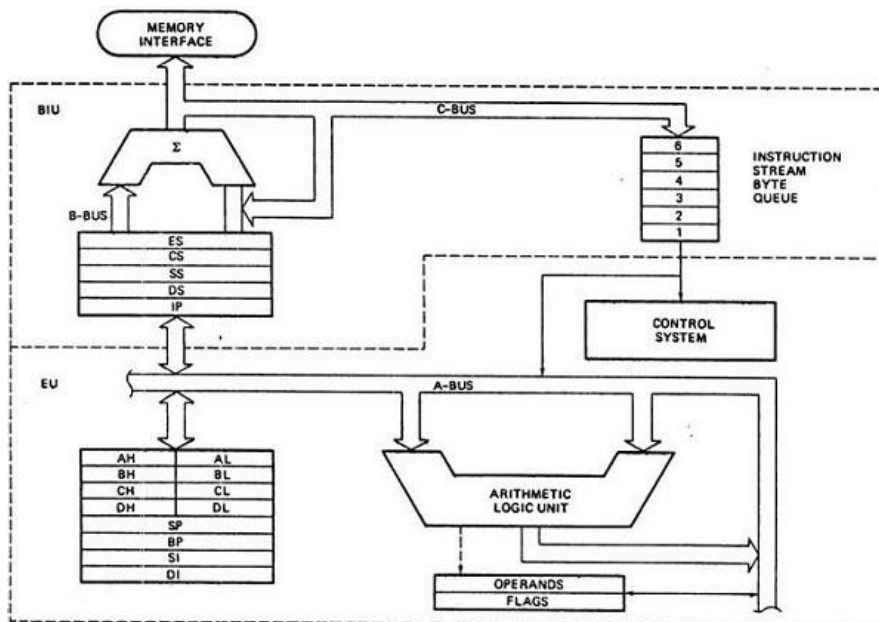 MEMORY
INTERFACE
BIU
C-BUS
Σ
B-BUS
6
5
4
3
2
1
INSTRUCTION
STREAM
BYTE
QUEUE
ES
CS
SS
DS
IP
CONTROL
SYSTEM
EU
A-BUS
AH AL
BH BL
CH CL
DH DL
SP
BP
SI
DI
ARITHMETIC
LOGIC UNIT
OPERANDS
FLAGS